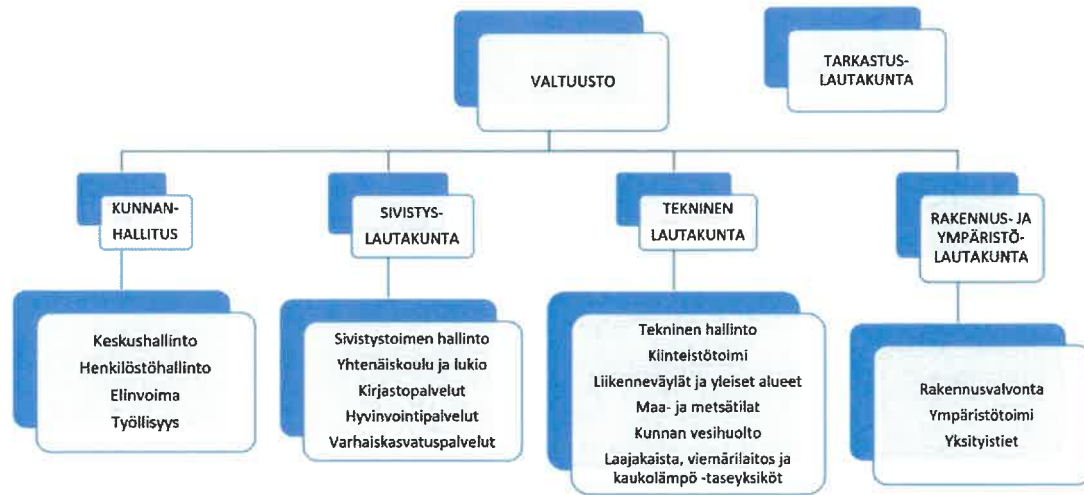 VALTUUSTO
TARKASTUS-
LAUTAKUNTA
KUNNAN-
HALLITUS
SIVISTYS-
LAUTAKUNTA
TEKNINEN
LAUTAKUNTA
RAKENNUS- JA
YMPÄRISTÖ-
LAUTAKUNTA
Keskushallinto
Henkilöstöhallinto
Elinvoima
Työllisyys
Sivistystoimen hallinto
Yhtenäiskoulu ja lukio
Kirjastopalvelut
Hyvinvointipalvelut
Varhaiskasvatuspalvelut
Tekninen hallinto
Kiinteistötoimi
Liikenneväylät ja yleiset alueet
Maa- ja metsätilat
Kunnan vesihuolto
Laajakaista, viemärilaitos ja
kaukolämpö -taseyksiköt
Rakennusvalvonta
Ympäristötoimi
Yksityistiet